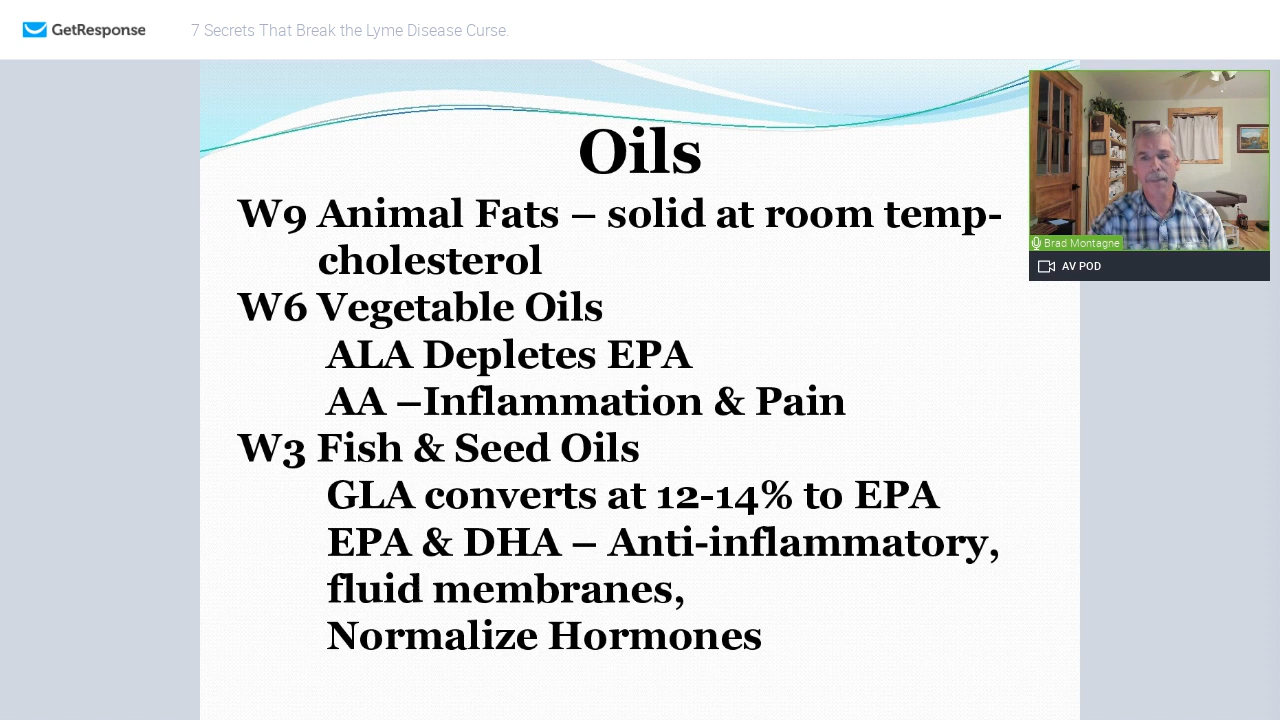 GetResponse
7 Secrets That Break the Lyme Disease Curse.
Oils
W9 Animal Fats – solid at room temp-
cholesterol
W6 Vegetable Oils
ALA Depletes EPA
AA –Inflammation & Pain
W3 Fish & Seed Oils
GLA converts at 12-14% to EPA
EPA & DHA – Anti-inflammatory,
fluid membranes,
Normalize Hormones
Brad Montagne
AV POD